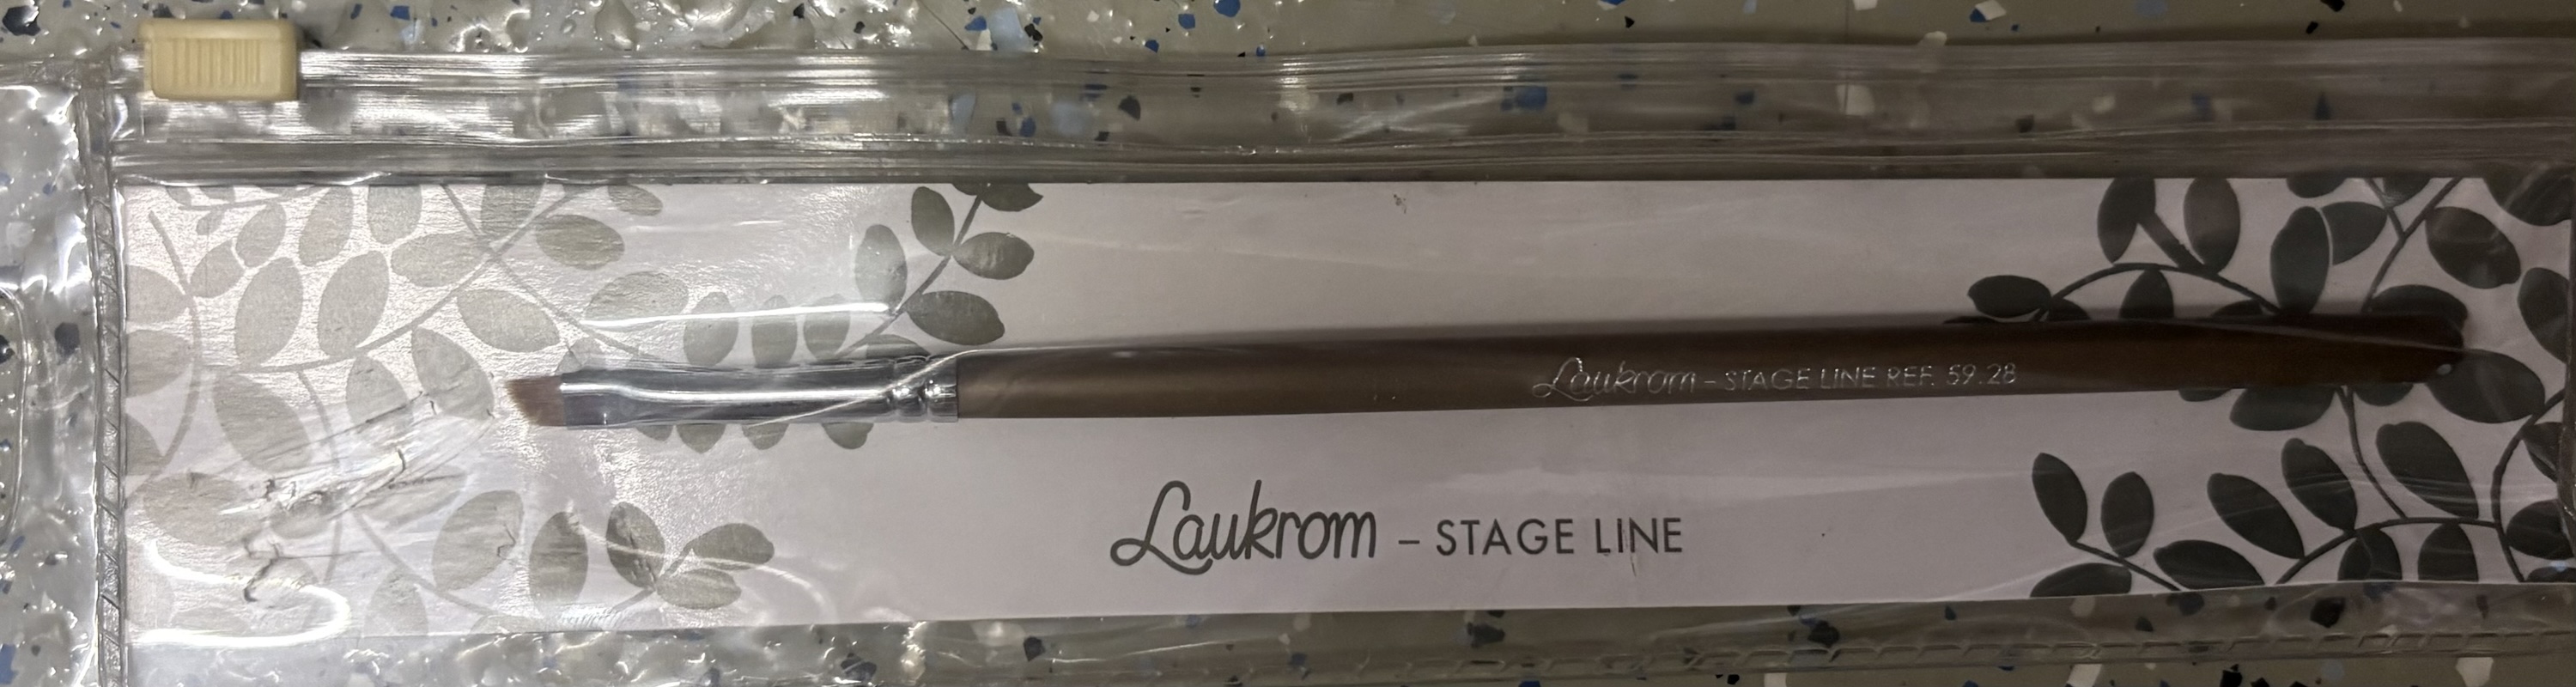 Laukrom – STAGE LINE REF. 59.28
Laukrom – STAGE LINE